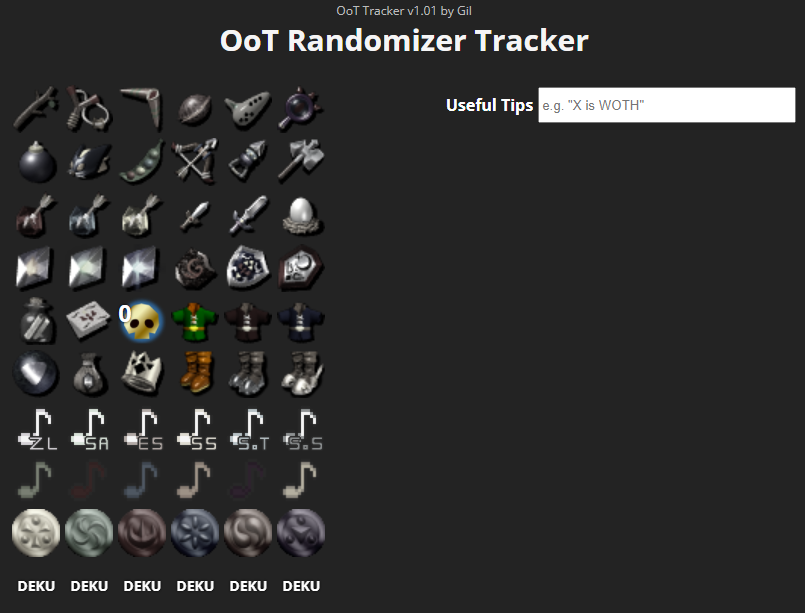 OoT Tracker v1.01 by Gil
OoT Randomizer Tracker
Useful Tips e.g. "X is WOTH"
0
ZL SA ES SS S.T S.S
DEKU DEKU DEKU DEKU DEKU DEKU